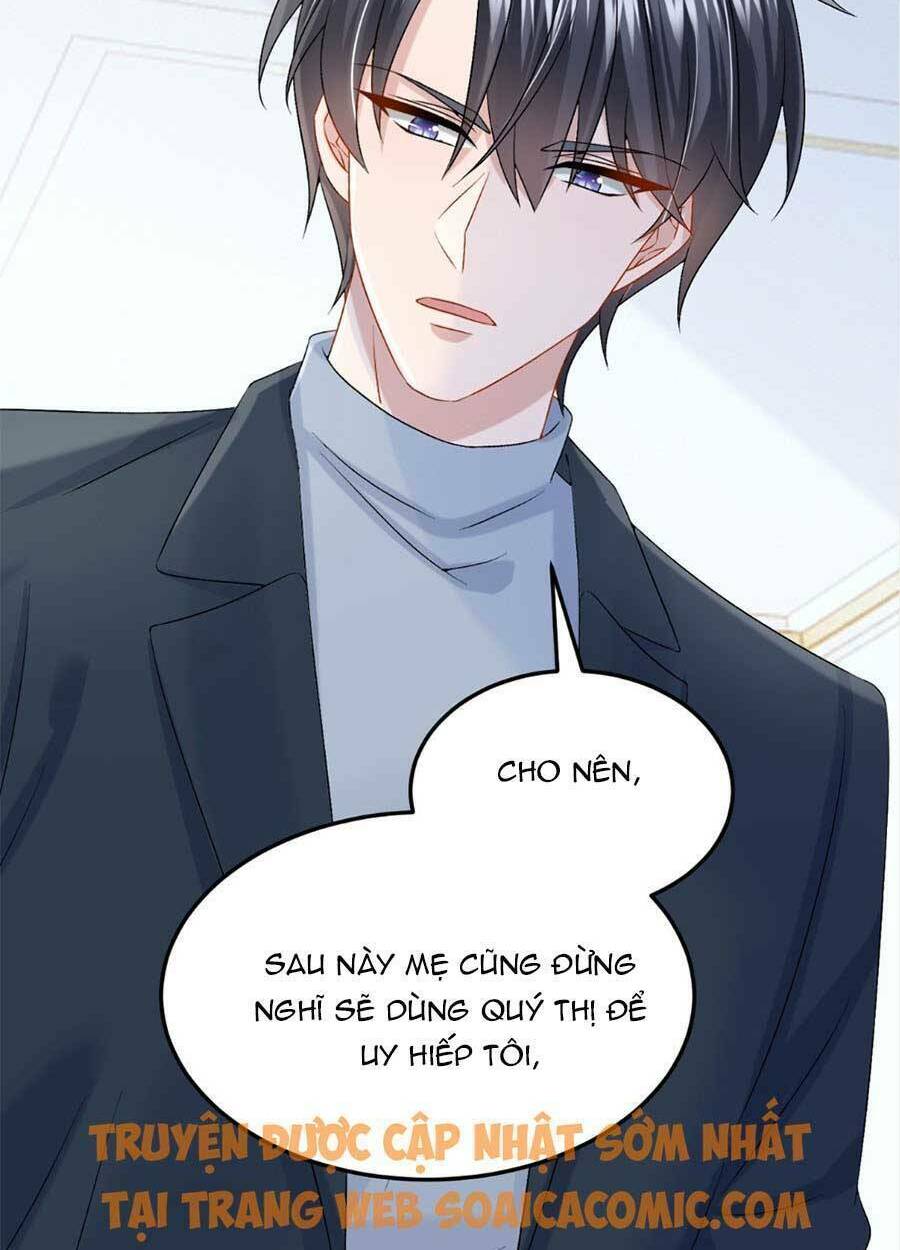 CHO NÊN,
SAU NÀY MẸ CŨNG ĐỪNG
NGHĨ SẼ DÙNG QUÝ THỊ ĐỂ
UY HIẾP TÔI,
TRUYỆN ĐƯỢC CẬP NHẬT SỚM NHẤT
TẠI TRANG WEB SOAICACOMIC.COM